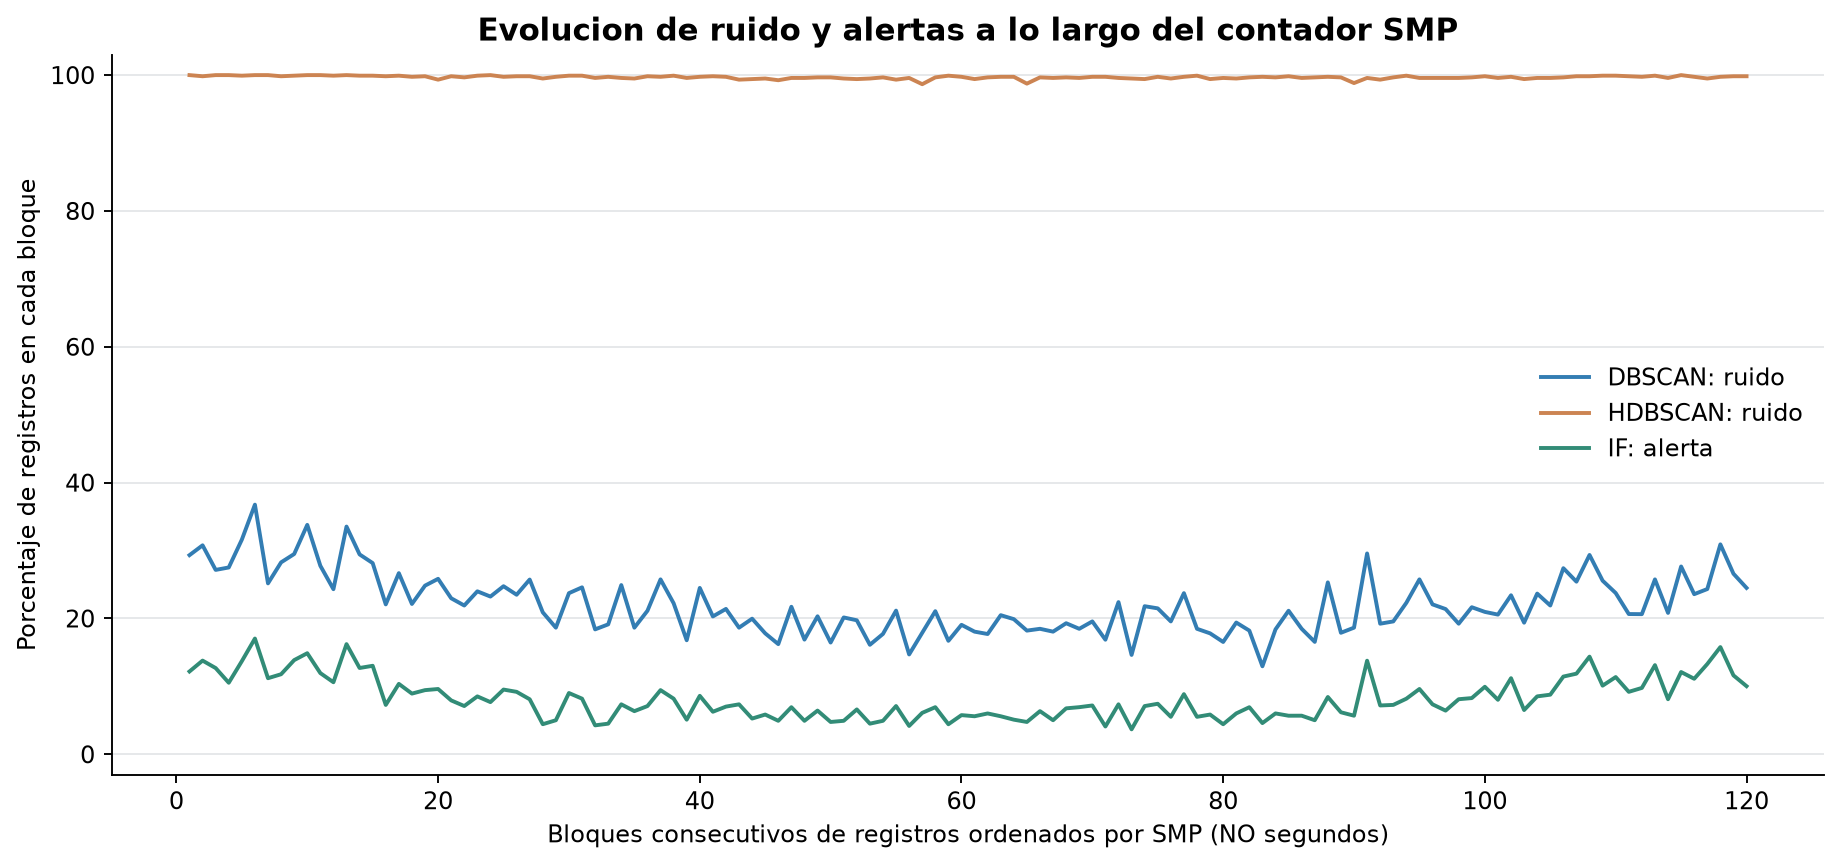 Evolucion de ruido y alertas a lo largo del contador SMP
Porcentaje de registros en cada bloque
100
80
60
40
20
0
DBSCAN: ruido
HDBSCAN: ruido
IF: alerta
0 20 40 60 80 100 120
Bloques consecutivos de registros ordenados por SMP (NO segundos)